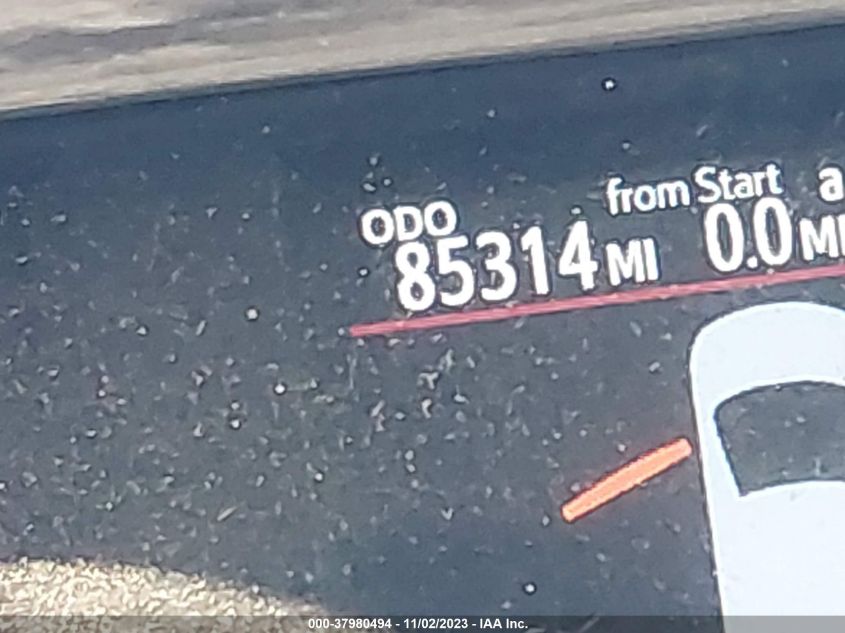 from Start a
ODO
85314 MI 0.0 MI
000-37980494 - 11/02/2023 - IAA Inc.